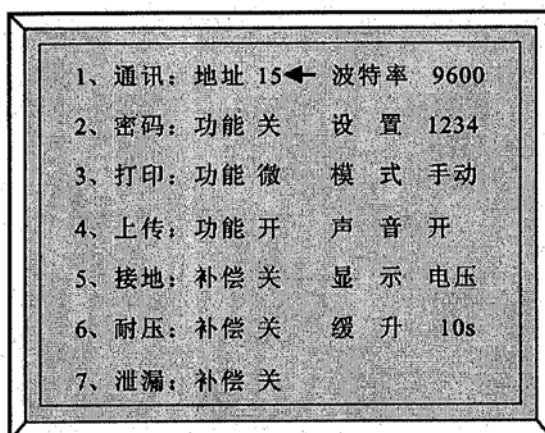 1、通讯：地址 15← 波特率 9600
2、密码：功能 关 设 置 1234
3、打印：功能 微 模 式 手动
4、上传：功能 开 声 音 开
5、接地：补偿 关 显 示 电压
6、耐压：补偿 关 缓 升 10s
7、泄漏：补偿 关